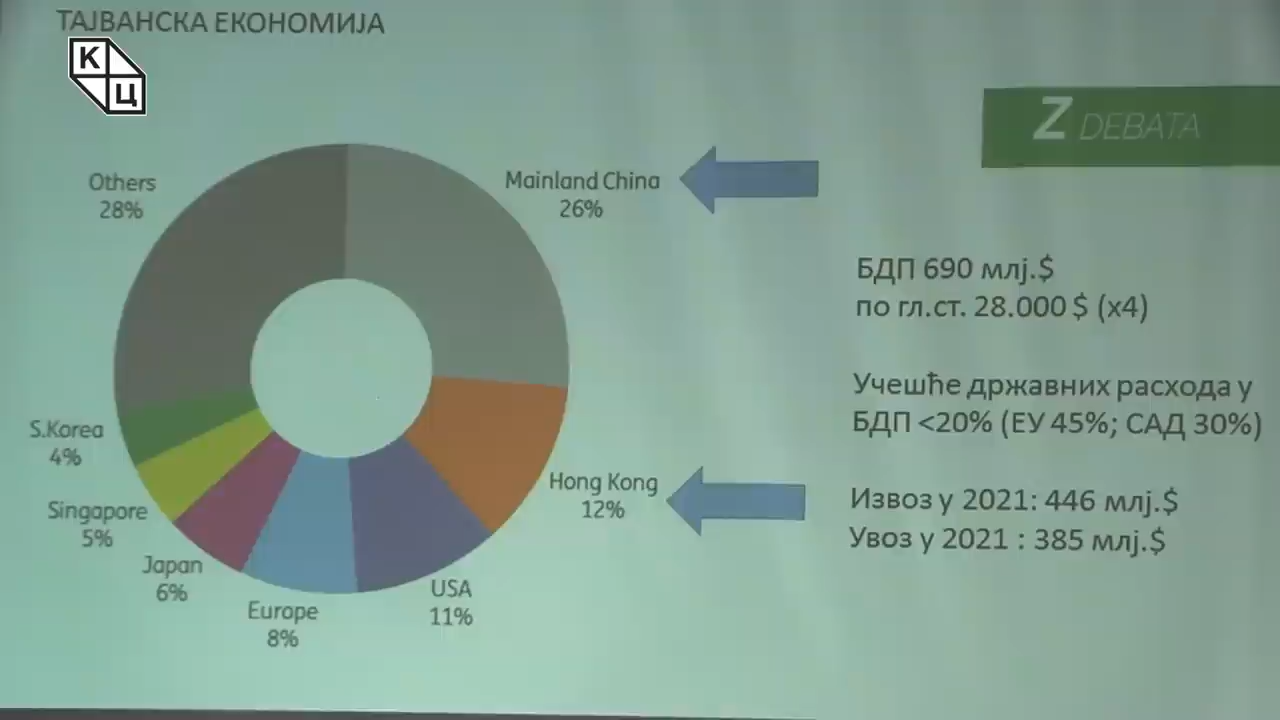 ТАЈВАНСКА ЕКОНОМИЈА
К
Ц
Z DEBATA
Others
28%
Mainland China
26%
S.Korea
4%
Singapore
5%
Japan
6%
Europe
8%
USA
11%
Hong Kong
12%
БДП 690 млј.$
по гл.ст. 28.000 $ (x4)
Учешће државних расхода у
БДП <20% (ЕУ 45%; САД 30%)
Извоз у 2021: 446 млј.$
Увоз у 2021 : 385 млј.$